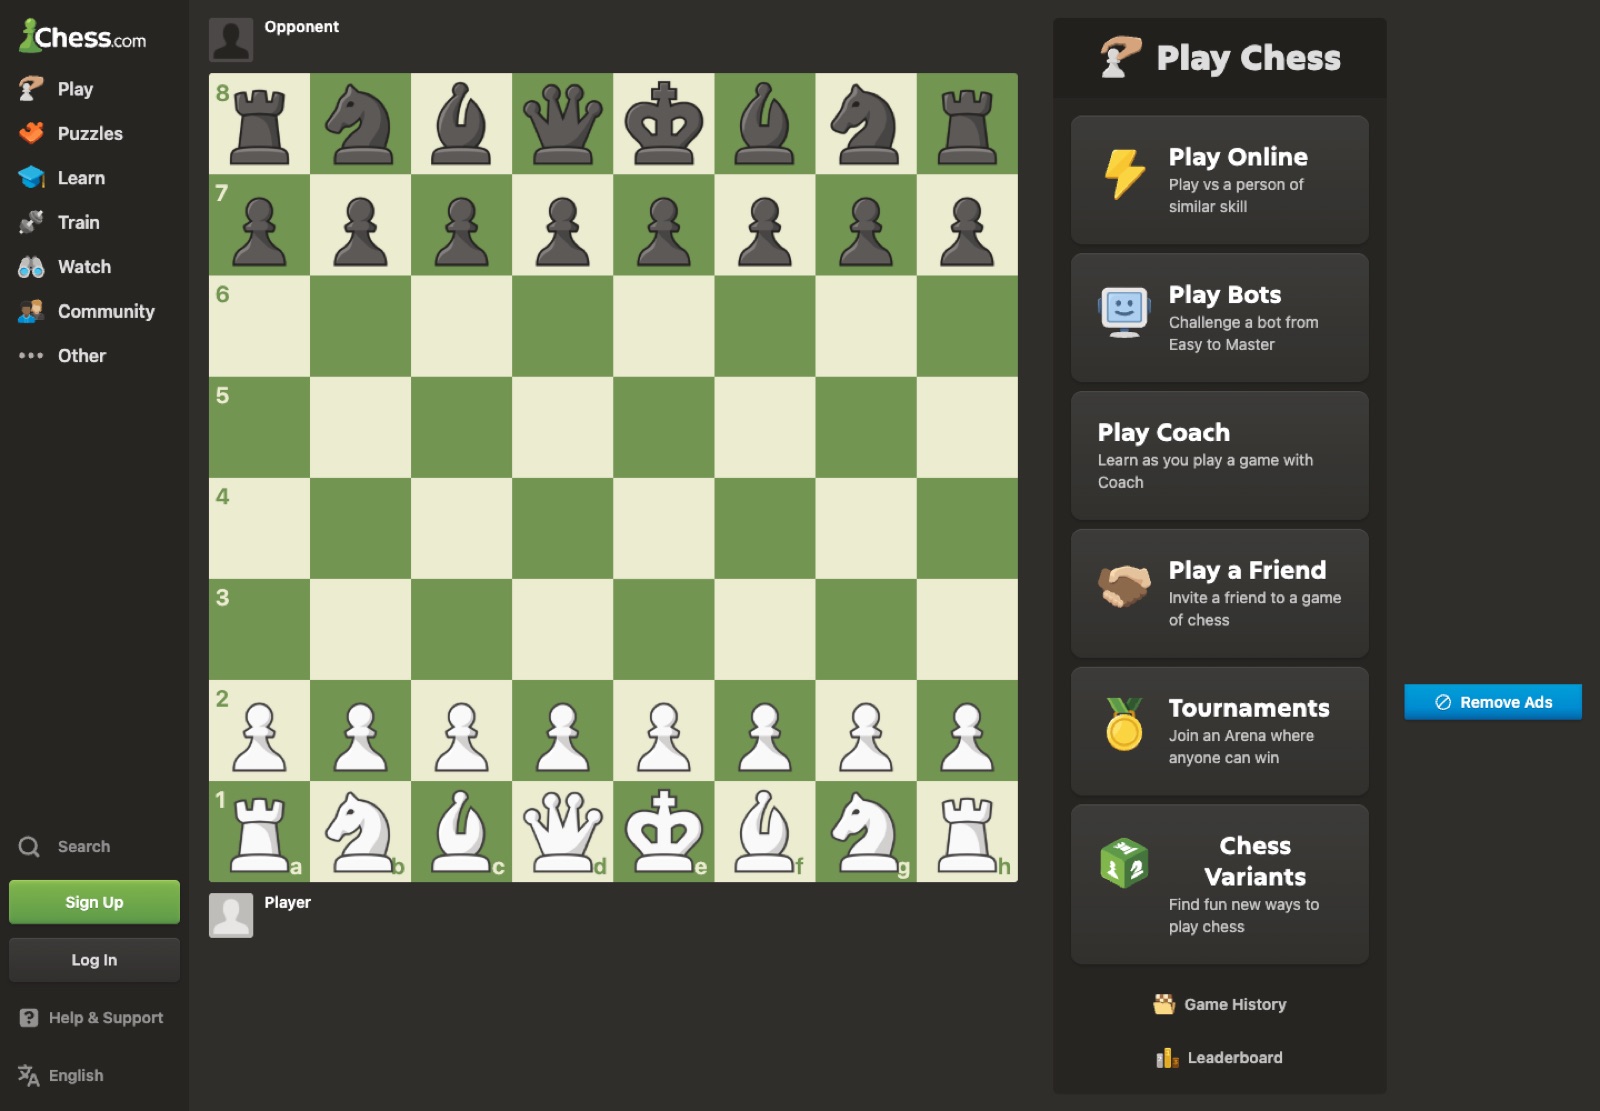 Chess.com
Play
Puzzles
Learn
Train
Watch
Community
Other
Search
Sign Up
Log In
Help & Support
English
Opponent
8
7
6
5
4
3
2
1
a b c d e f g h
Player
Play Chess
Play Online
Play vs a person of
similar skill
Play Bots
Challenge a bot from
Easy to Master
Play Coach
Learn as you play a game with
Coach
Play a Friend
Invite a friend to a game
of chess
Tournaments
Join an Arena where
anyone can win
Chess
Variants
Find fun new ways to
play chess
Game History
Leaderboard
Remove Ads